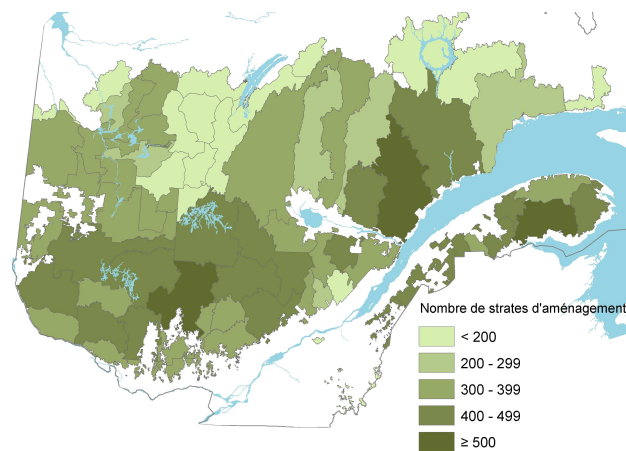 Nombre de strates d'aménagement
< 200
200 - 299
300 - 399
400 - 499
≥ 500